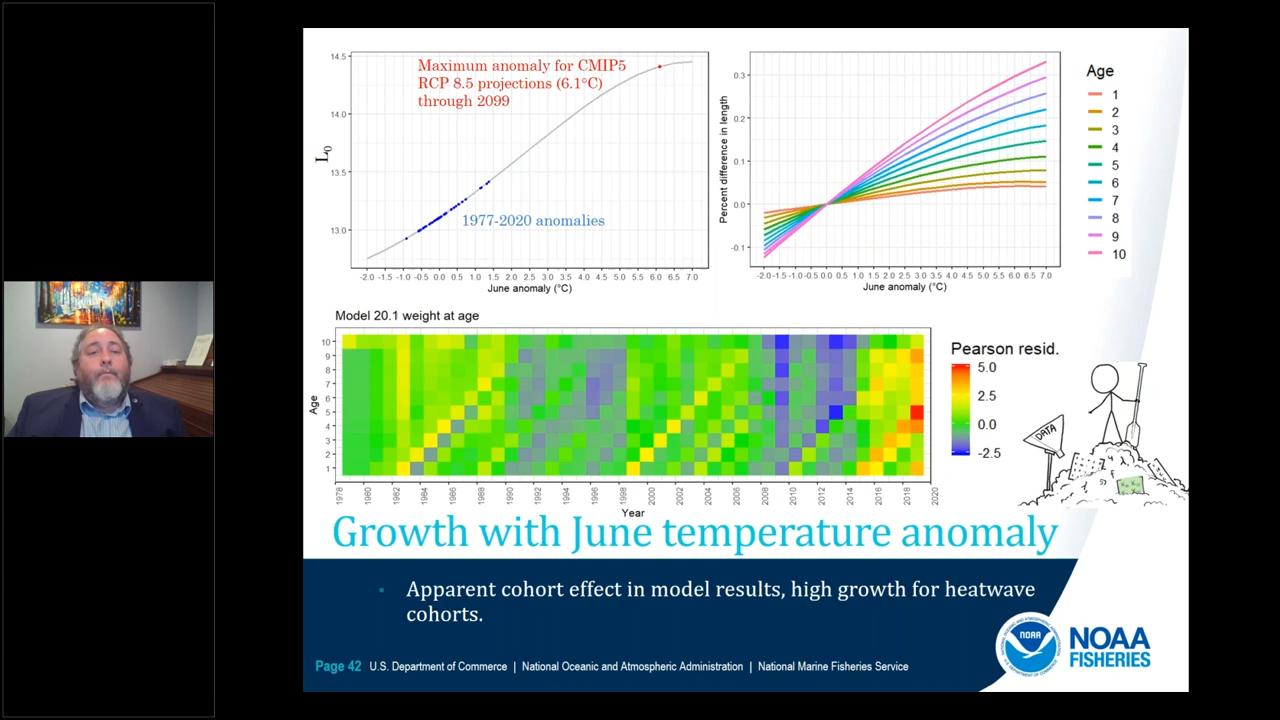 Maximum anomaly for CMIP5
RCP 8.5 projections (6.1°C)
through 2099
1977-2020 anomalies
L0
14.5
14.0
13.5
13.0
-2.0 -1.5 -1.0 -0.5 0.0 0.5 1.0 1.5 2.0 2.5 3.0 3.5 4.0 4.5 5.0 5.5 6.0 6.5 7.0
June anomaly (°C)
Percent difference in length
0.3
0.2
0.1
0.0
-0.1
-2.0 -1.5 -1.0 -0.5 0.0 0.5 1.0 1.5 2.0 2.5 3.0 3.5 4.0 4.5 5.0 5.5 6.0 6.5 7.0
June anomaly (°C)
Age
1
2
3
4
5
6
7
8
9
10
Model 20.1 weight at age
Age
10
9
8
7
6
5
4
3
2
1
1978 1980 1982 1984 1986 1988 1990 1992 1994 1996 1998 2000 2002 2004 2006 2008 2010 2012 2014 2016 2018 2020
Year
Pearson resid.
5.0
2.5
0.0
-2.5
DATA
Growth with June temperature anomaly
Apparent cohort effect in model results, high growth for heatwave
cohorts.
NOAA
NOAA
FISHERIES
Page 42 U.S. Department of Commerce | National Oceanic and Atmospheric Administration | National Marine Fisheries Service